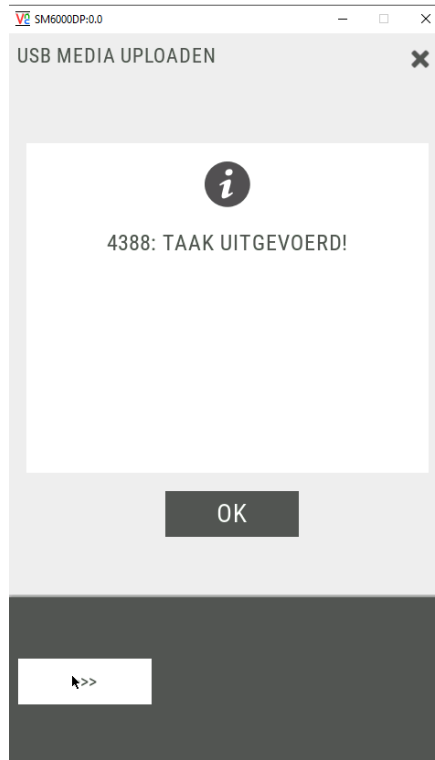 SM6000DP:0.0
USB MEDIA UPLOADEN
4388: TAAK UITGEVOERD!
OK
>>